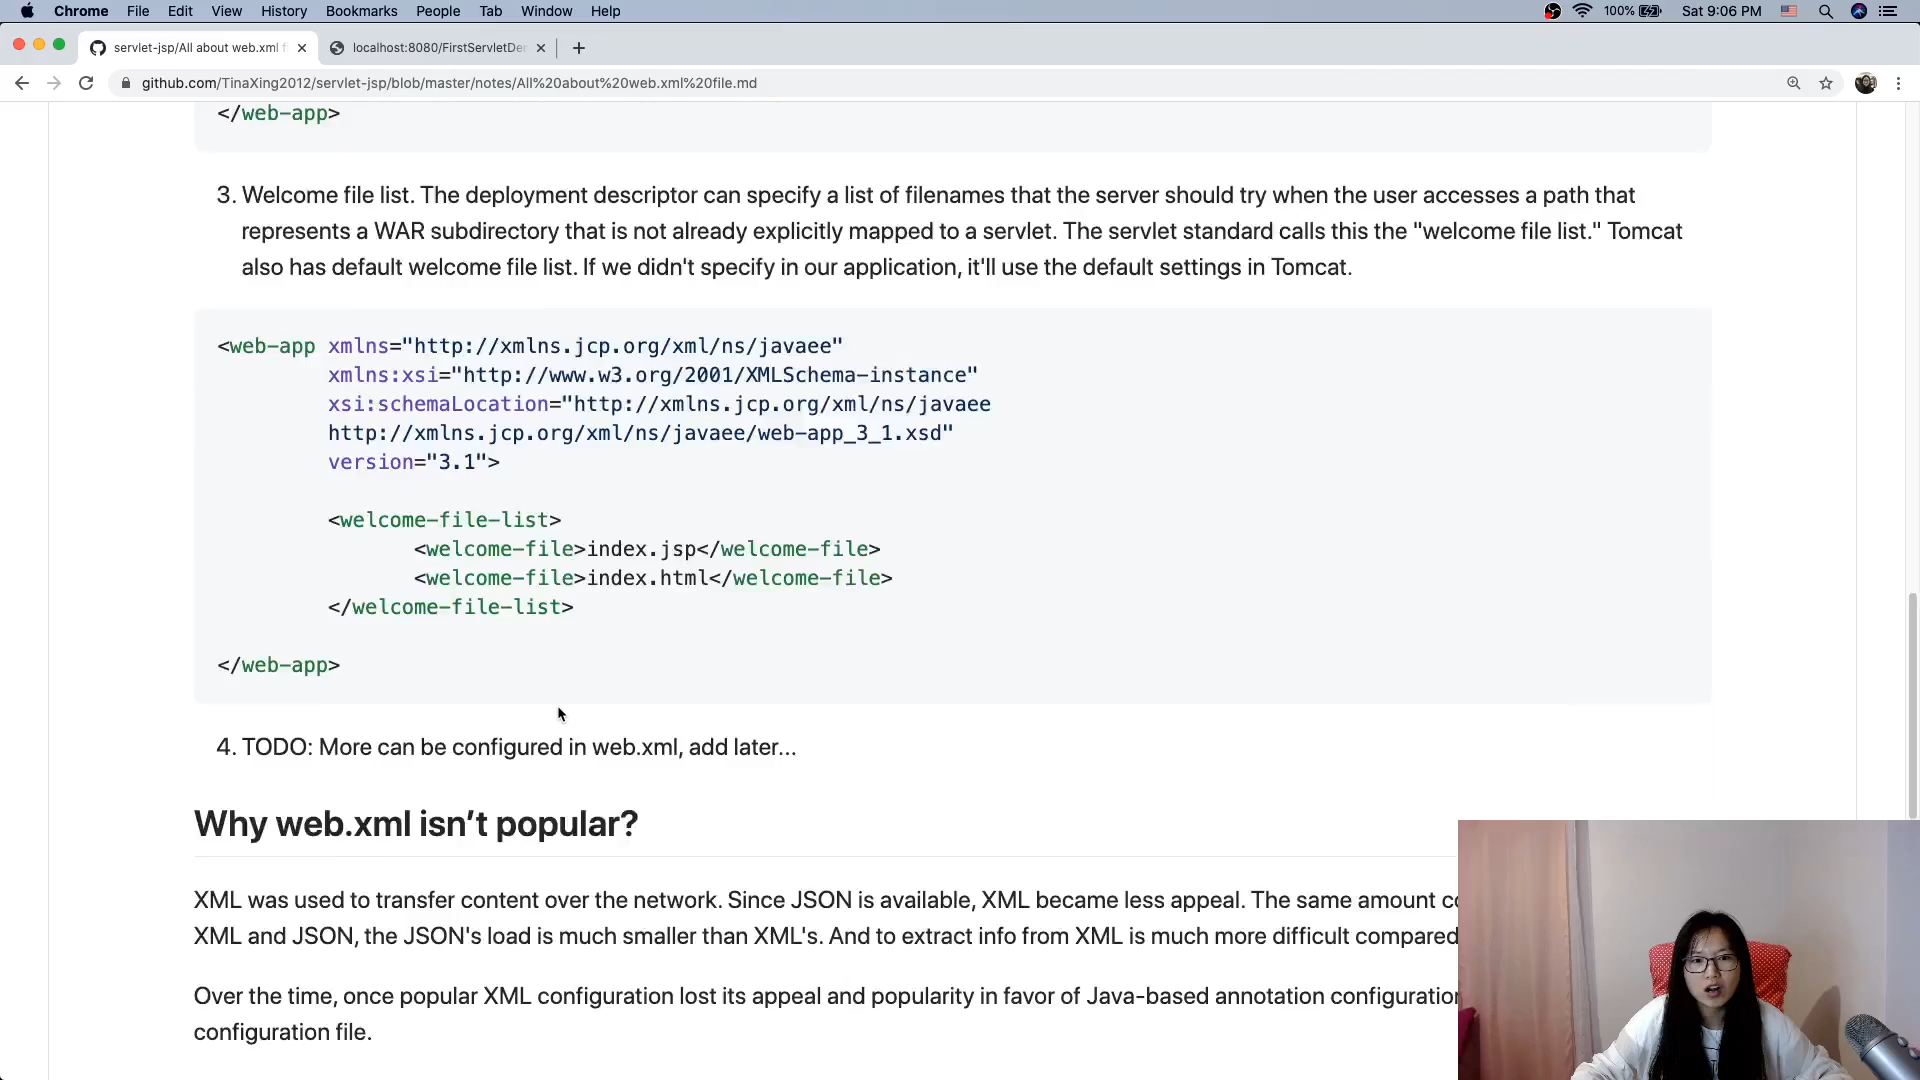 Chrome File Edit View History Bookmarks People Tab Window Help 100% Sat 9:06 PM
servlet-jsp/All about web.xml localhost:8080/FirstServletDe
github.com/TinaXing2012/servlet-jsp/blob/master/notes/All%20about%20web.xml%20file.md
</web-app>
3. Welcome file list. The deployment descriptor can specify a list of filenames that the server should try when the user accesses a path that
represents a WAR subdirectory that is not already explicitly mapped to a servlet. The servlet standard calls this the "welcome file list." Tomcat
also has default welcome file list. If we didn't specify in our application, it'll use the default settings in Tomcat.
<web-app xmlns="http://xmlns.jcp.org/xml/ns/javaee"
xmlns:xsi="http://www.w3.org/2001/XMLSchema-instance"
xsi:schemaLocation="http://xmlns.jcp.org/xml/ns/javaee
http://xmlns.jcp.org/xml/ns/javaee/web-app_3_1.xsd"
version="3.1">
<welcome-file-list>
<welcome-file>index.jsp</welcome-file>
<welcome-file>index.html</welcome-file>
</welcome-file-list>
</web-app>
4. TODO: More can be configured in web.xml, add later...
Why web.xml isn’t popular?
XML was used to transfer content over the network. Since JSON is available, XML became less appeal. The same amount
XML and JSON, the JSON's load is much smaller than XML's. And to extract info from XML is much more difficult compared
Over the time, once popular XML configuration lost its appeal and popularity in favor of Java-based annotation configuration
configuration file.